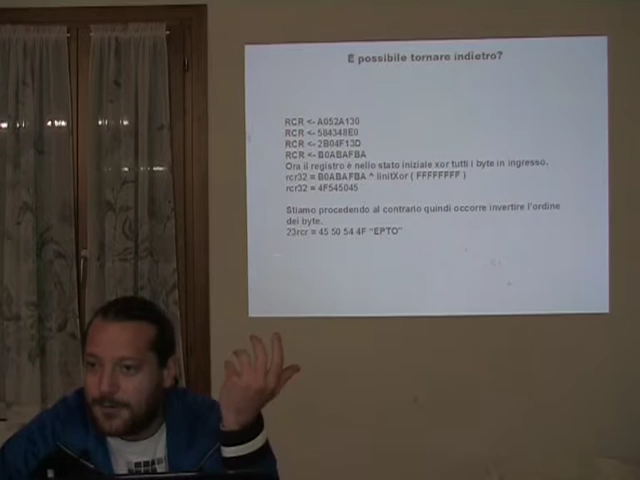 È possibile tornare indietro?
RCR <- A052A130
RCR <- 584348E0
RCR <- 2B04F13D
RCR <- B0ABAFBA
Ora il registro è nello stato iniziale xor tutti i byte in ingresso.
rcr32 = B0ABAFBA ^ IinitXor ( FFFFFFFF )
rcr32 = 4F545045
Stiamo procedendo al contrario quindi occorre invertire l'ordine
dei byte.
23rcr = 45 50 54 4F "EPTO"